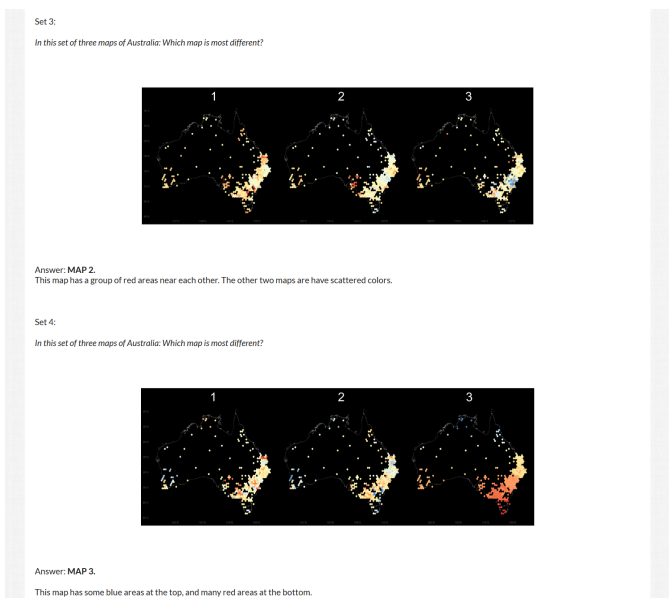 Set 3:
In this set of three maps of Australia: Which map is most different?
1 2 3
Answer: MAP 2.
This map has a group of red areas near each other. The other two maps are have scattered colors.
Set 4:
In this set of three maps of Australia: Which map is most different?
1 2 3
Answer: MAP 3.
This map has some blue areas at the top, and many red areas at the bottom.